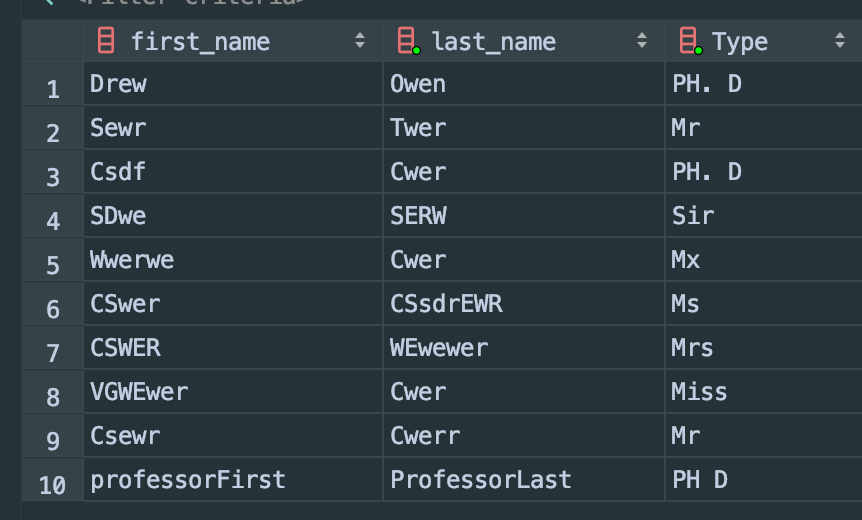 <Filter Criteria>
first_name last_name Type
1 Drew Owen PH. D
2 Sewr Twer Mr
3 Csdf Cwer PH. D
4 SDwe SERW Sir
5 Wwerwe Cwer Mx
6 CSwer CSsdrEWR Ms
7 CSWER WEwewer Mrs
8 VGWEwer Cwer Miss
9 Csewr Cwerr Mr
10 professorFirst ProfessorLast PH D